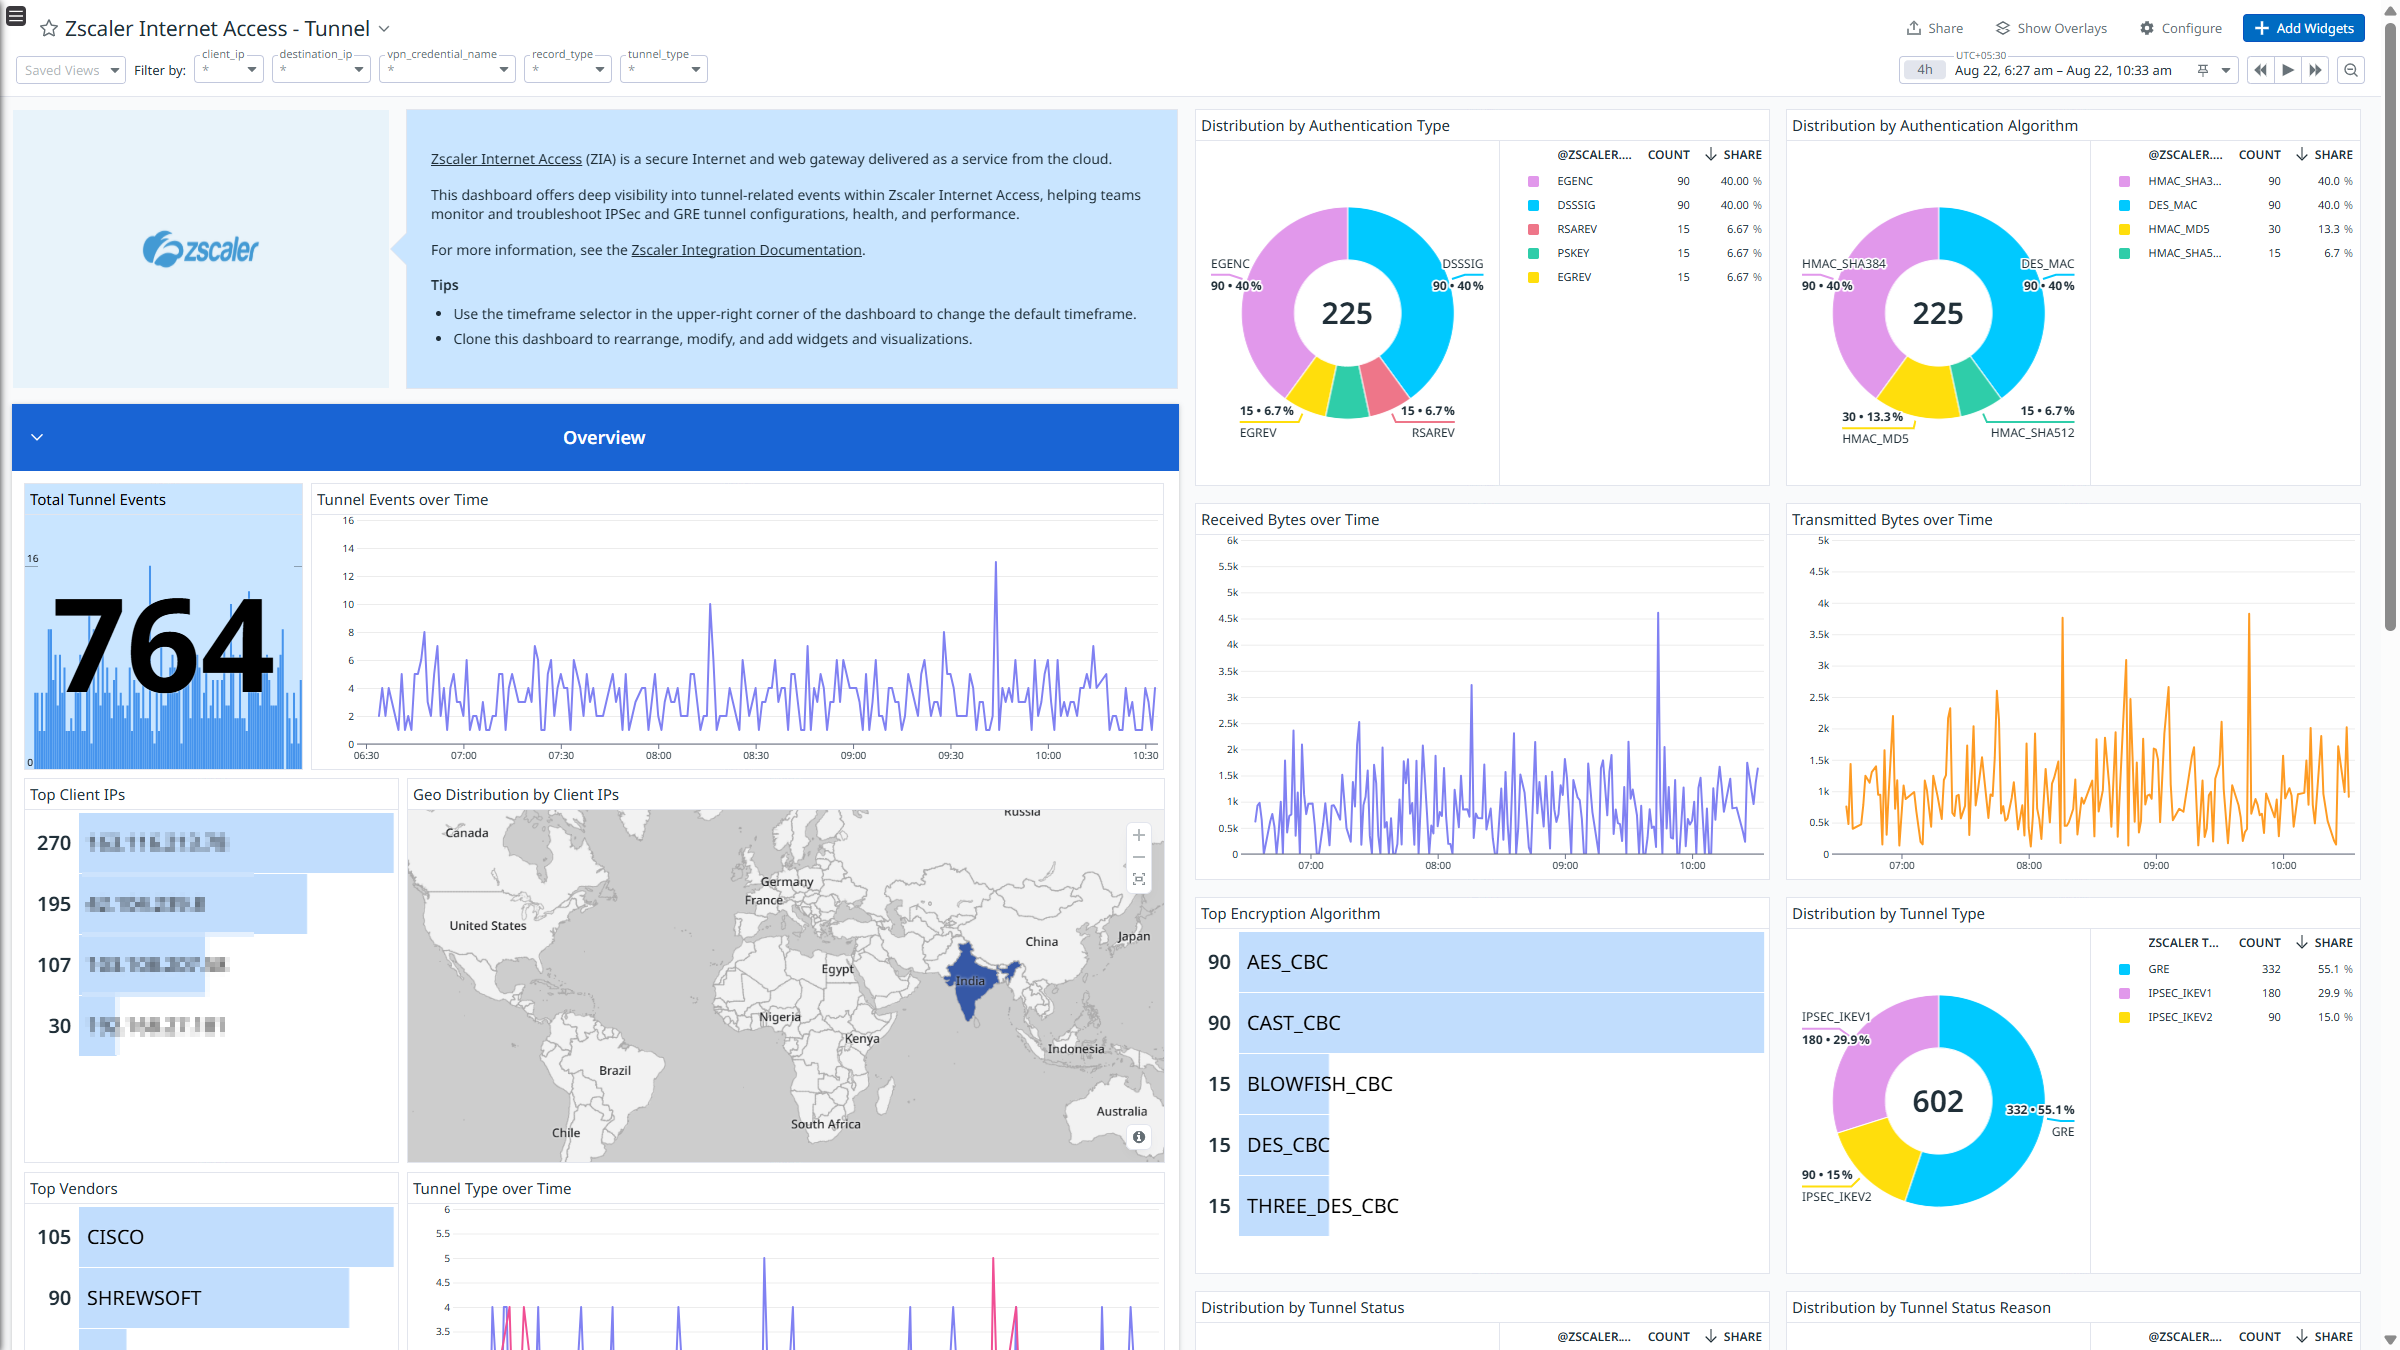 Zscaler Internet Access - Tunnel
Share
Show Overlays
Configure
Add Widgets
Saved Views
Filter by:
client_ip
*
destination_ip
*
vpn_credential_name
*
record_type
*
tunnel_type
*
UTC+05:30
4h
Aug 22, 6:27 am – Aug 22, 10:33 am
zscaler
Zscaler Internet Access (ZIA) is a secure Internet and web gateway delivered as a service from the cloud.
This dashboard offers deep visibility into tunnel-related events within Zscaler Internet Access, helping teams
monitor and troubleshoot IPSec and GRE tunnel configurations, health, and performance.
For more information, see the Zscaler Integration Documentation.
Tips
• Use the timeframe selector in the upper-right corner of the dashboard to change the default timeframe.
• Clone this dashboard to rearrange, modify, and add widgets and visualizations.
Overview
Total Tunnel Events
16
764
0
Tunnel Events over Time
16
14
12
10
8
6
4
2
0
06:30
07:00
07:30
08:00
08:30
09:00
09:30
10:00
10:30
Top Client IPs
270
195
107
30
Geo Distribution by Client IPs
Russia
Canada
Germany
France
United States
China
Japan
Egypt
India
Nigeria
Kenya
Indonesia
Brazil
Australia
South Africa
Chile
Top Vendors
105 CISCO
90 SHREWSOFT
Tunnel Type over Time
6
5.5
5
4.5
4
3.5
Distribution by Authentication Type
@ZSCALER.... COUNT SHARE
EGENC 90 40.00 %
DSSSIG 90 40.00 %
RSAREV 15 6.67 %
PSKEY 15 6.67 %
EGREV 15 6.67 %
EGENC
90 • 40%
DSSSIG
90 • 40%
225
15 • 6.7%
EGREV
15 • 6.7%
RSAREV
Distribution by Authentication Algorithm
@ZSCALER.... COUNT SHARE
HMAC_SHA3... 90 40.0 %
DES_MAC 90 40.0 %
HMAC_MD5 30 13.3 %
HMAC_SHA5... 15 6.7 %
HMAC_SHA384
90 • 40%
DES_MAC
90 • 40%
225
30 • 13.3%
HMAC_MD5
15 • 6.7%
HMAC_SHA512
Received Bytes over Time
6k
5.5k
5k
4.5k
4k
3.5k
3k
2.5k
2k
1.5k
1k
0.5k
0
07:00
08:00
09:00
10:00
Transmitted Bytes over Time
5k
4.5k
4k
3.5k
3k
2.5k
2k
1.5k
1k
0.5k
0
07:00
08:00
09:00
10:00
Top Encryption Algorithm
90 AES_CBC
90 CAST_CBC
15 BLOWFISH_CBC
15 DES_CBC
15 THREE_DES_CBC
Distribution by Tunnel Type
ZSCALER T... COUNT SHARE
GRE 332 55.1 %
IPSEC_IKEV1 180 29.9 %
IPSEC_IKEV2 90 15.0 %
IPSEC_IKEV1
180 • 29.9%
602
332 • 55.1%
GRE
90 • 15%
IPSEC_IKEV2
Distribution by Tunnel Status
@ZSCALER.... COUNT SHARE
Distribution by Tunnel Status Reason
@ZSCALER.... COUNT SHARE